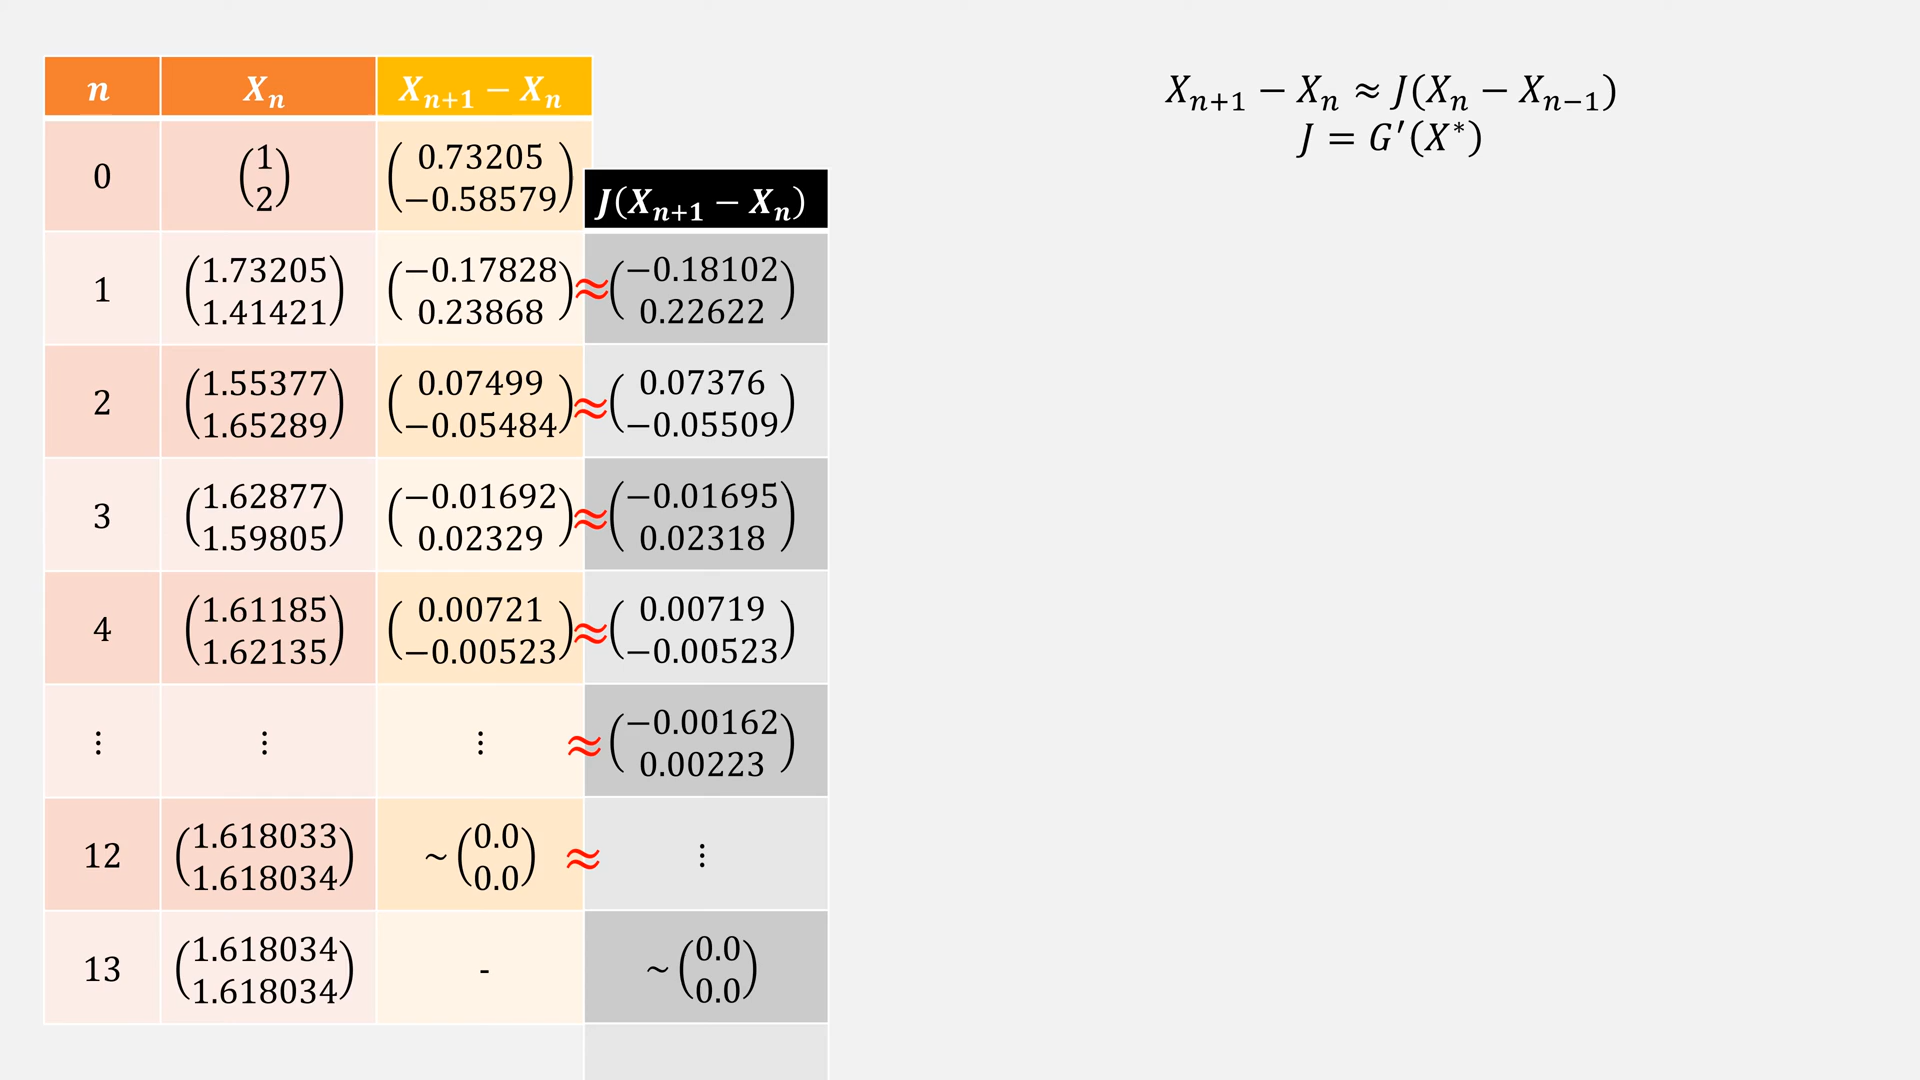 n X_n X_{n+1} − X_n
0 (1 2) (0.73205 −0.58579)
J(X_{n+1} − X_n)
1 (1.73205 1.41421) (−0.17828 0.23868) ≈ (−0.18102 0.22622)
2 (1.55377 1.65289) (0.07499 −0.05484) ≈ (0.07376 −0.05509)
3 (1.62877 1.59805) (−0.01692 0.02329) ≈ (−0.01695 0.02318)
4 (1.61185 1.62135) (0.00721 −0.00523) ≈ (0.00719 −0.00523)
⋮ ⋮ ⋮ ≈ (−0.00162 0.00223)
12 (1.618033 1.618034) ~(0.0 0.0) ≈ ⋮
13 (1.618034 1.618034) - ~(0.0 0.0)
X_{n+1} − X_n ≈ J(X_n − X_{n−1})
J = G′(X*)